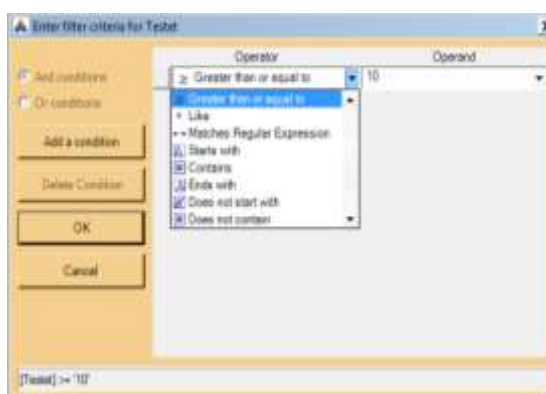 Enter filter criteria for Testet
Operator
Operand
And conditions
≥ Greater than or equal to
10
Or conditions
Greater than or equal to
Like
Matches Regular Expression
Add a condition
Starts with
Contains
Delete Condition
Ends with
Does not start with
OK
Does not contain
Cancel
[Testet] >= '10'